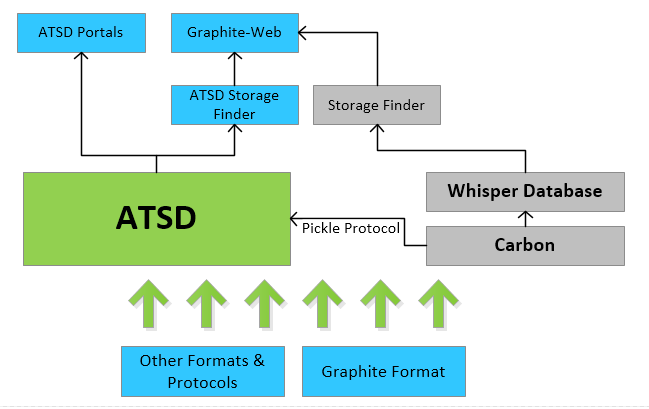 ATSD Portals
Graphite-Web
ATSD Storage
Finder
Storage Finder
ATSD
Whisper Database
Pickle Protocol
Carbon
Other Formats &
Protocols
Graphite Format